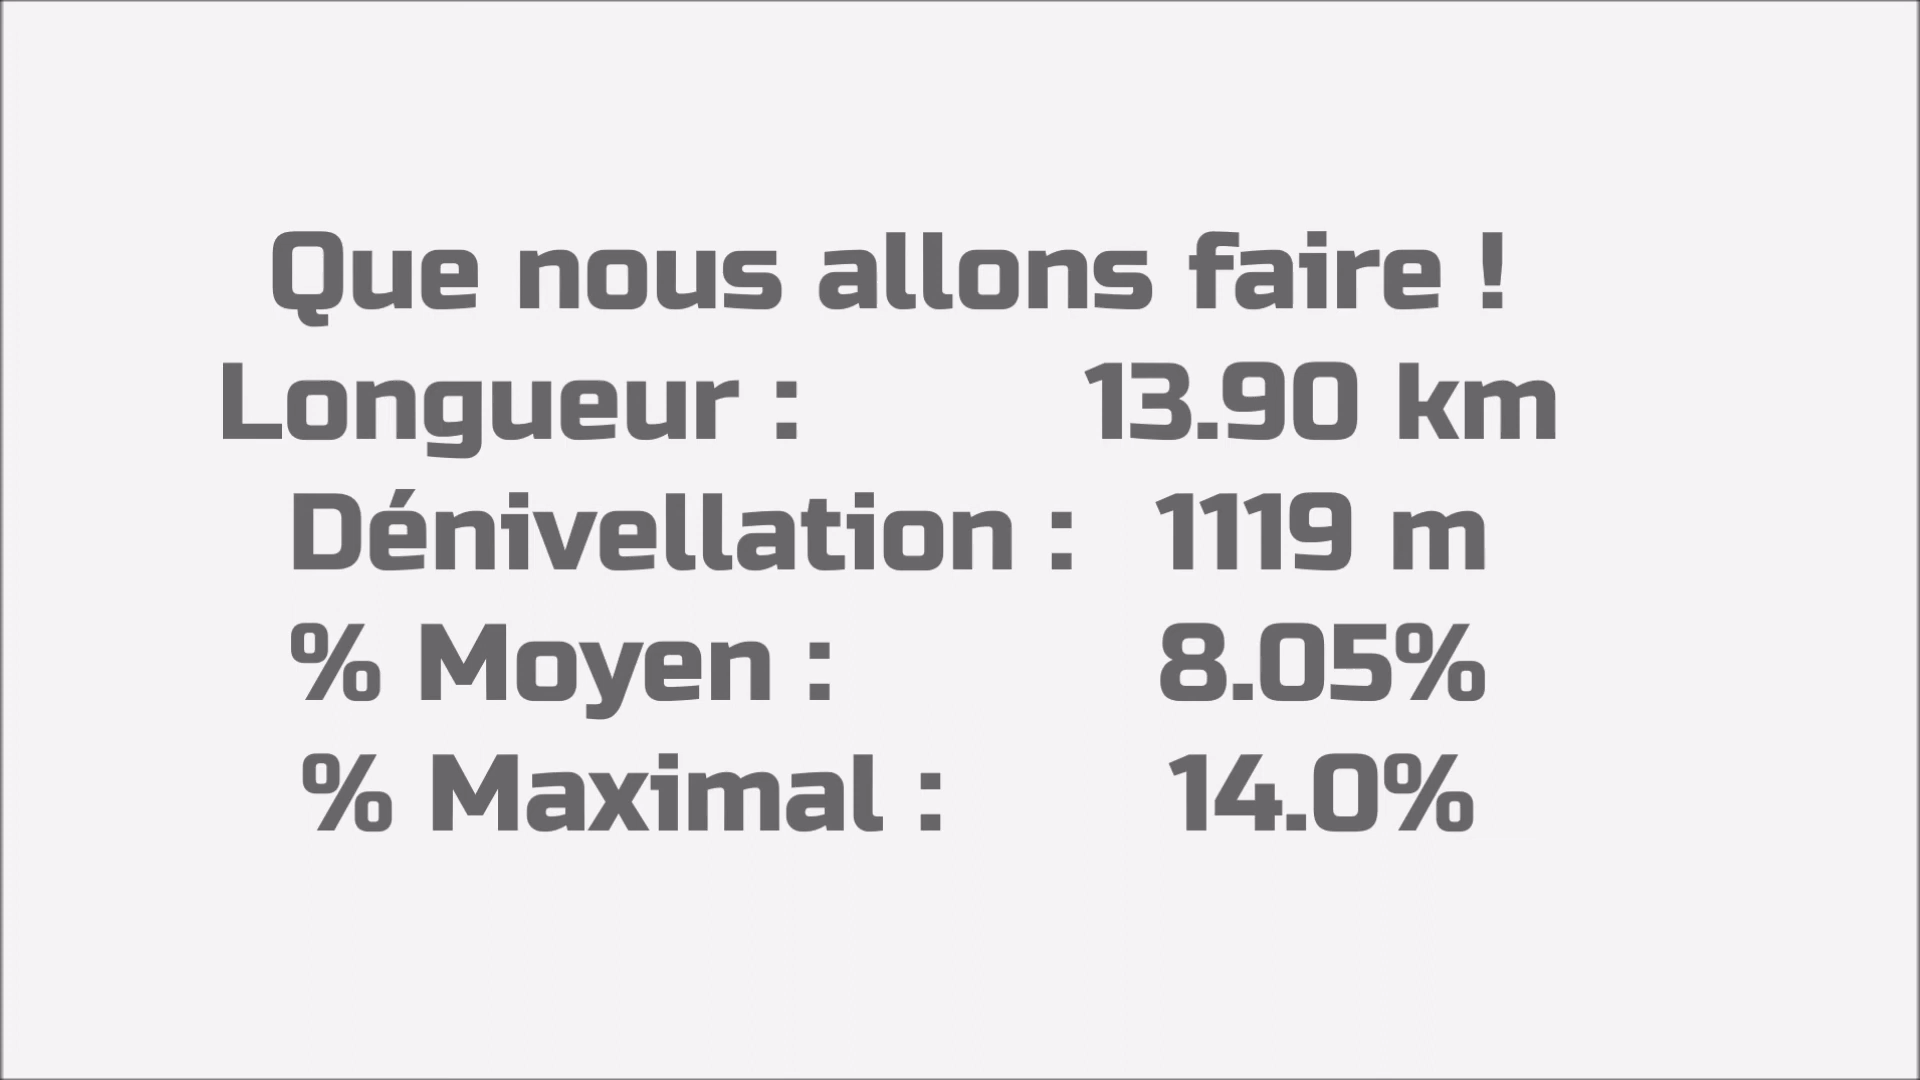 Que nous allons faire !
Longueur : 13.90 km
Dénivellation : 1119 m
% Moyen : 8.05%
% Maximal : 14.0%